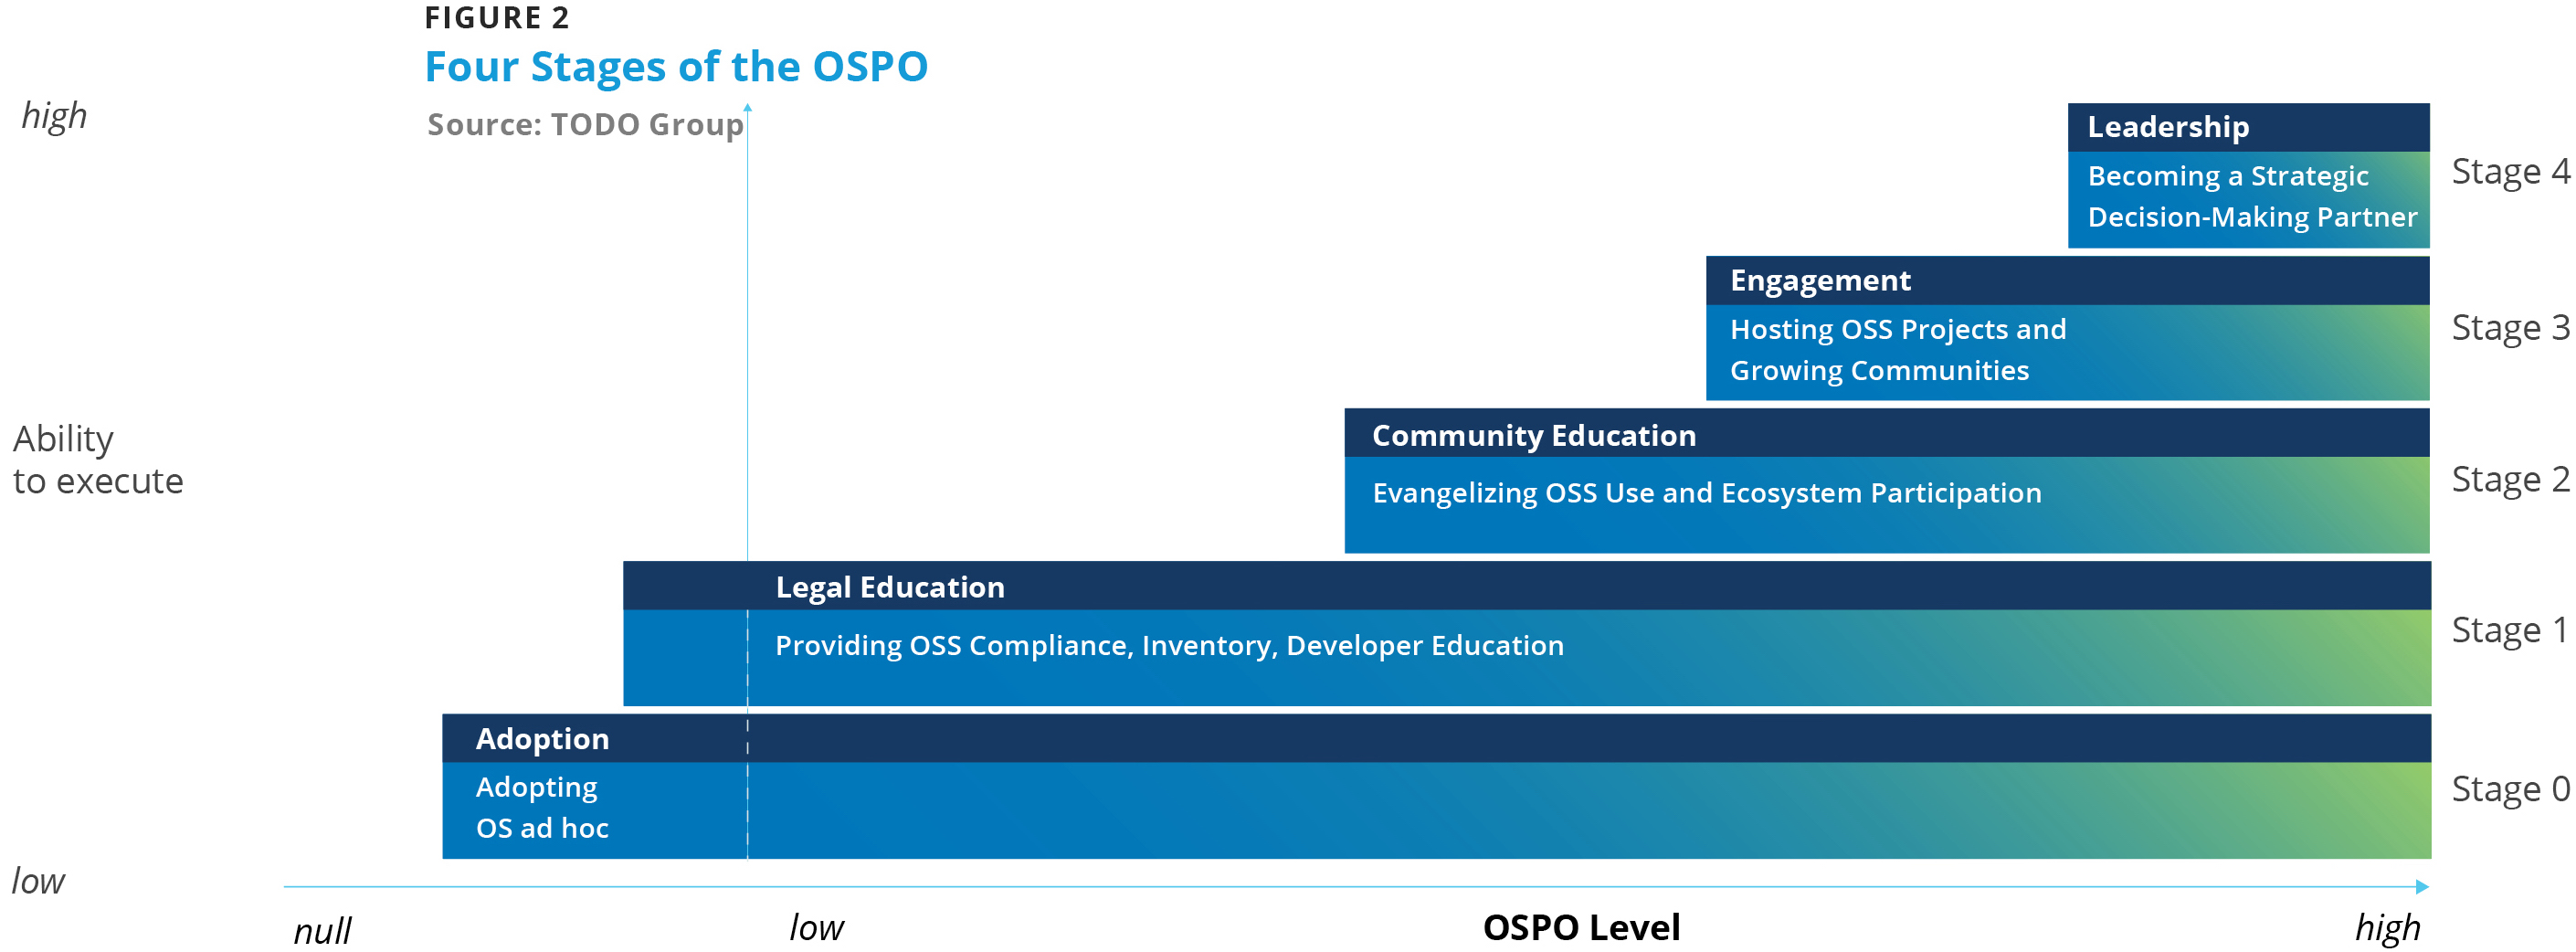 FIGURE 2
Four Stages of the OSPO
Source: TODO Group
high
Leadership
Becoming a Strategic
Decision-Making Partner
Stage 4
Engagement
Hosting OSS Projects and
Growing Communities
Stage 3
Ability
to execute
Community Education
Evangelizing OSS Use and Ecosystem Participation
Stage 2
Legal Education
Providing OSS Compliance, Inventory, Developer Education
Stage 1
Adoption
Adopting
OS ad hoc
Stage 0
low
null
low
OSPO Level
high